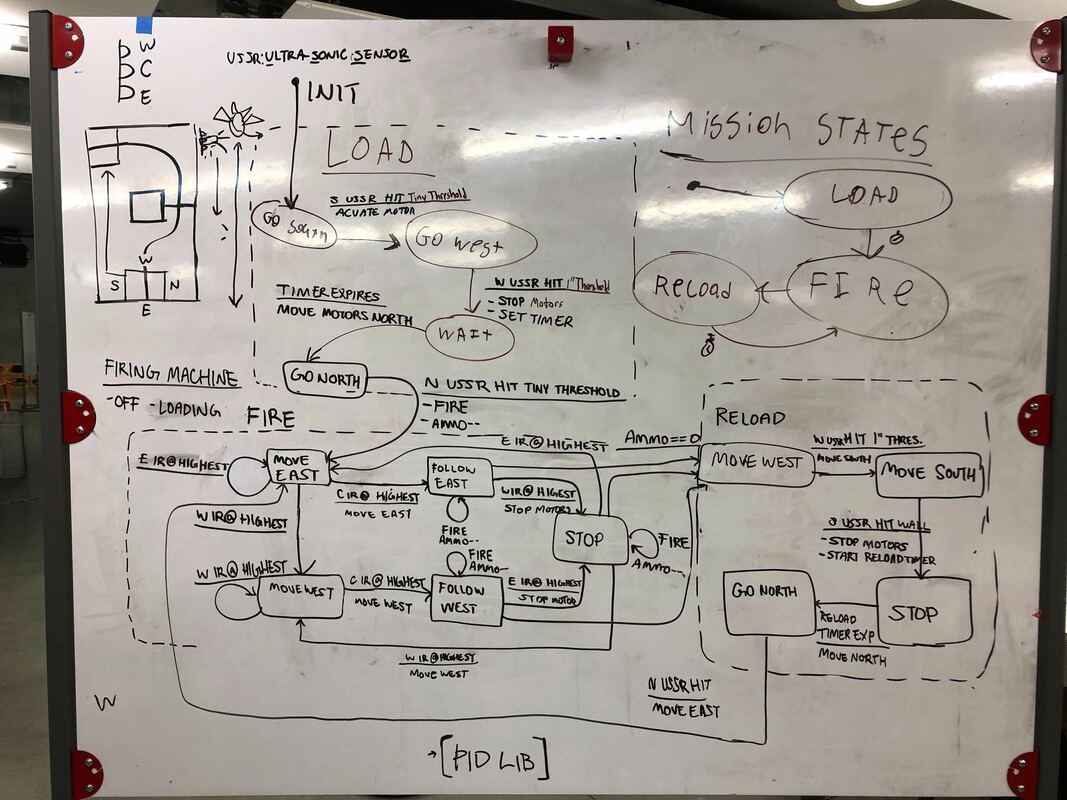 W
C
E
USSR: ULTRA-SONIC SENSOR
INIT
LOAD
S USSR HIT Tiny Threshold
ACUATE MOTOR
GO South
GO West
W USSR HIT 1" Threshold
- STOP Motors
- SET TIMER
TIMER EXPIRES
MOVE MOTORS NORTH
WAIT
GO NORTH
N USSR HIT TINY THRESHOLD
- FIRE
- AMMO--
W
S
N
E
Mission STATES
LOAD
FIRe
ReLoad
FIRING MACHINE
-OFF - LOADING
FIRE
E IR@HIGHEST
MOVE
EAST
E IR@HIGHEST
C IR@ HIGHEST
MOVE EAST
FOLLOW
EAST
WIR@HIGEST
STOP MOTORS
FIRE
AMMO--
W IR@ HIGHEST
STOP
FIRE
AMMO--
W IR@HIGHEST
MOVE WEST
C IR@HIGHEST
MOVE WEST
FIRE
AMMO--
FOLLOW
WEST
E IR@HIGHEST
STOP MOTOR
W IR@HIGHEST
MOVE WEST
AMMO==0
RELOAD
MOVE WEST
W USSR HIT 1" THRES.
MOVE SOUTH
MOVE SOUTH
S USSR HIT WALL
- STOP MOTORS
- START RELOAD TIMER
STOP
RELOAD
TIMER EXP
MOVE NORTH
GO NORTH
N USSR HIT
MOVE EAST
W
→[PID LIB]